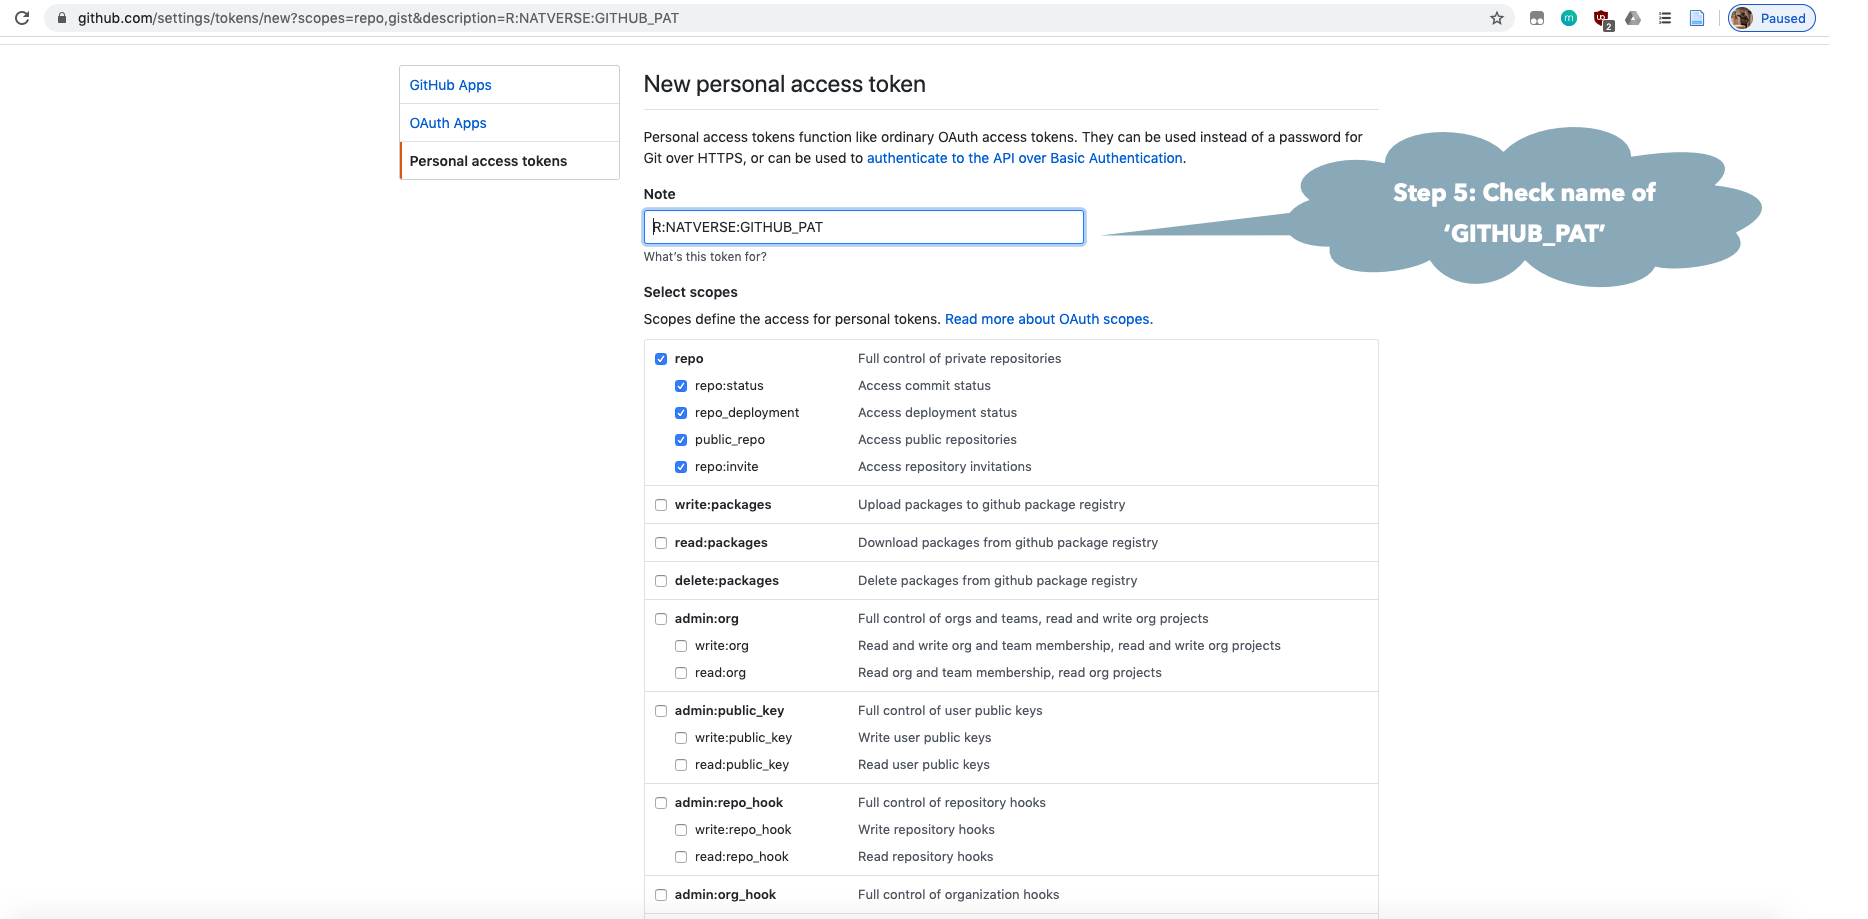 github.com/settings/tokens/new?scopes=repo,gist&description=R:NATVERSE:GITHUB_PAT
2
Paused
GitHub Apps
OAuth Apps
Personal access tokens
New personal access token
Personal access tokens function like ordinary OAuth access tokens. They can be used instead of a password for
Git over HTTPS, or can be used to authenticate to the API over Basic Authentication.
Note
R:NATVERSE:GITHUB_PAT
What's this token for?
Step 5: Check name of
‘GITHUB_PAT’
Select scopes
Scopes define the access for personal tokens. Read more about OAuth scopes.
repo Full control of private repositories
repo:status Access commit status
repo_deployment Access deployment status
public_repo Access public repositories
repo:invite Access repository invitations
write:packages Upload packages to github package registry
read:packages Download packages from github package registry
delete:packages Delete packages from github package registry
admin:org Full control of orgs and teams, read and write org projects
write:org Read and write org and team membership, read and write org projects
read:org Read org and team membership, read org projects
admin:public_key Full control of user public keys
write:public_key Write user public keys
read:public_key Read user public keys
admin:repo_hook Full control of repository hooks
write:repo_hook Write repository hooks
read:repo_hook Read repository hooks
admin:org_hook Full control of organization hooks